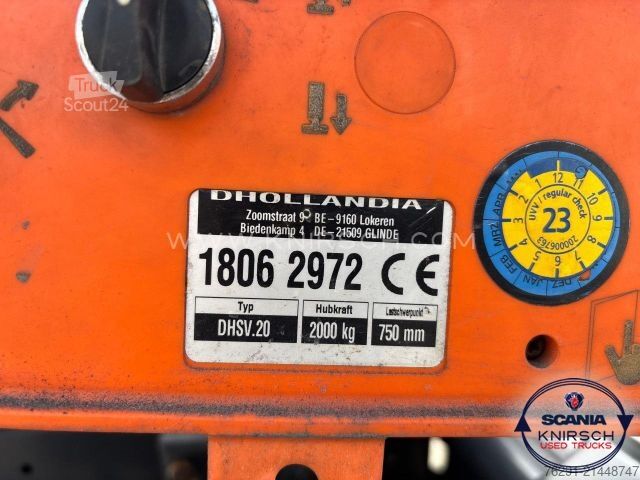 Truck
Scout24
DHOLLANDIA
Zoomstraat 9 BE-9160 Lokeren
Biedenkamp 4 DE-21509 GLINDE
1806 2972 CE
Typ
Hubkraft
Lastschwerpunkt
DHSV.20
2000 kg
750 mm
UVV regular check
23
1 2 3 4 5 6 7 8 9 10 11 12
JAN FEB MRZ APR
DEZ
SCANIA
KNIRSCH
USED TRUCKS
76291-21448747